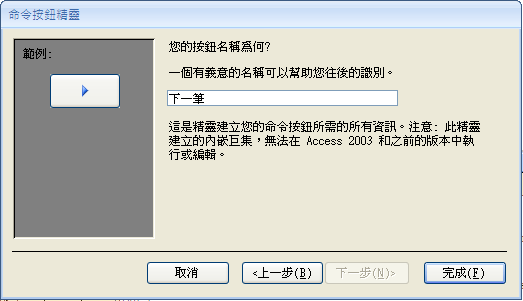 命令按鈕精靈
範例:
您的按鈕名稱為何?
一個有義意的名稱可以幫助您往後的識別。
下一筆
這是精靈建立您的命令按鈕所需的所有資訊。注意: 此精靈
建立的內嵌巨集，無法在 Access 2003 和之前的版本中執
行或編輯。
取消
<上一步(B)
下一步(N)>
完成(F)